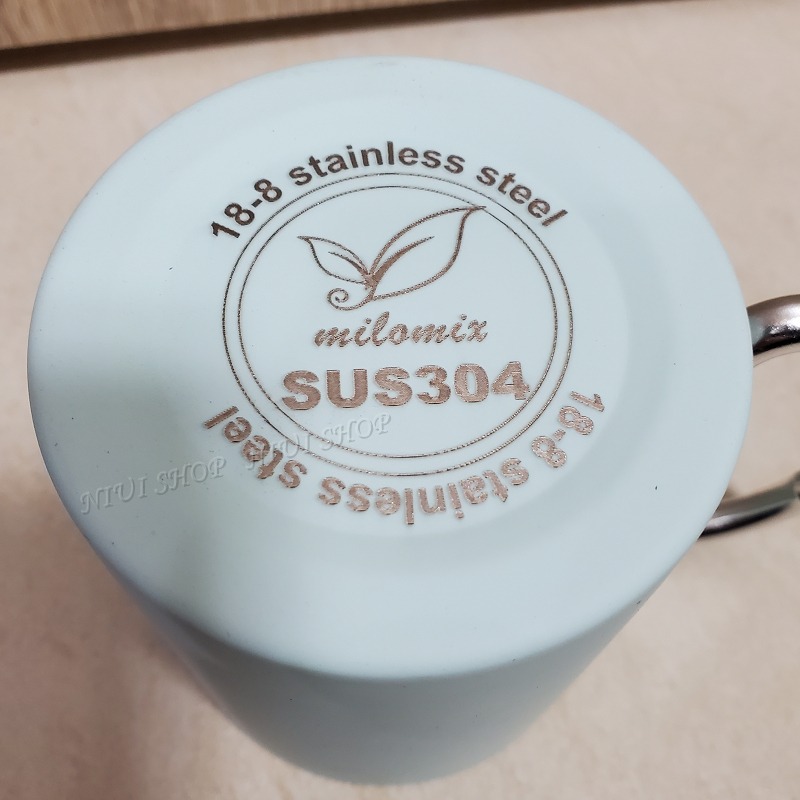 18-8 stainless steel
milomix
SUS304
18-8 stainless steel
NIUI SHOP NIUI SHOP